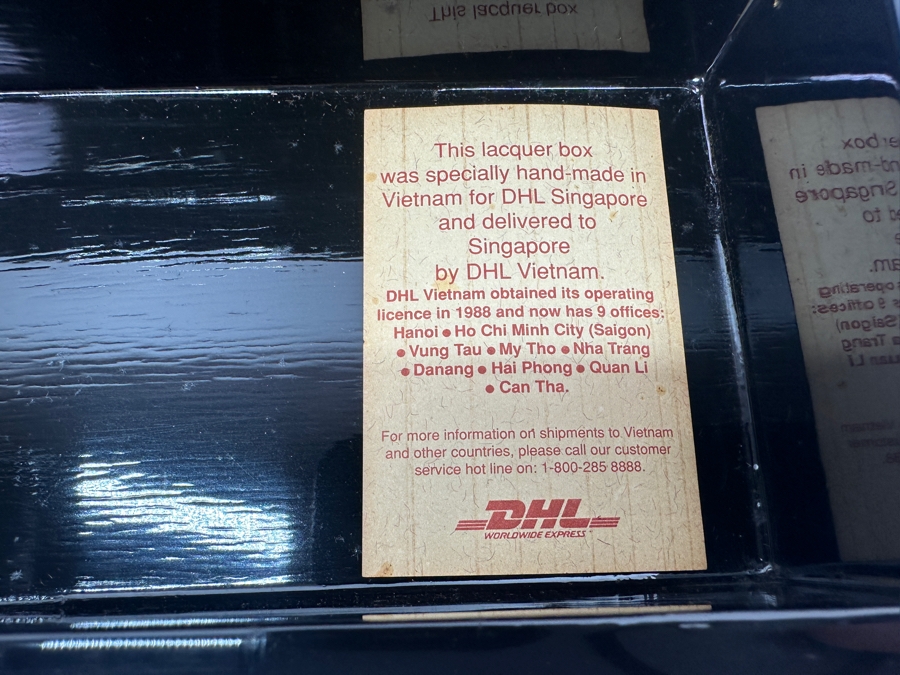 This lacquer box
This lacquer box
was specially hand-made in
Vietnam for DHL Singapore
and delivered to
Singapore
by DHL Vietnam.
DHL Vietnam obtained its operating
licence in 1988 and now has 9 offices:
Hanoi ● Ho Chi Minh City (Saigon)
● Vung Tau ● My Tho ● Nha Trang
● Danang ● Hai Phong ● Quan Li
● Can Tha.
For more information on shipments to Vietnam
and other countries, please call our customer
service hot line on: 1-800-285 8888.
DHL
WORLDWIDE EXPRESS